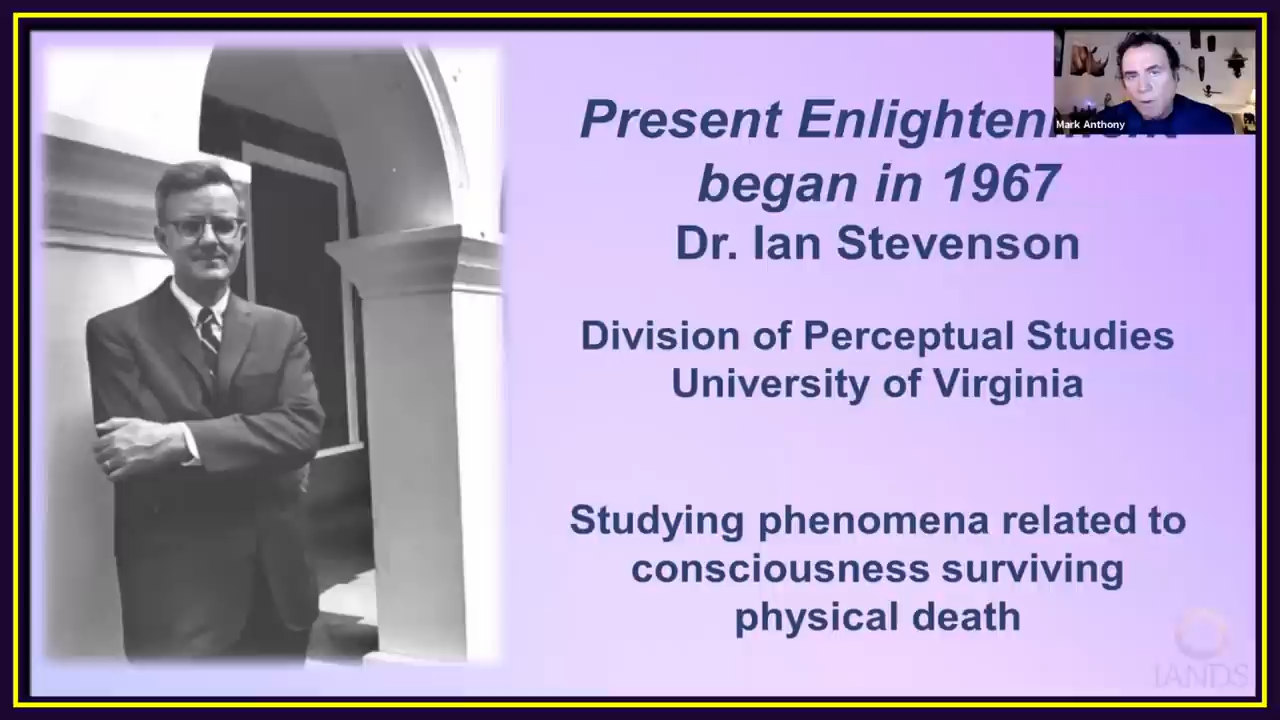 Present Enlighten
began in 1967
Dr. Ian Stevenson
Division of Perceptual Studies
University of Virginia
Studying phenomena related to
consciousness surviving
physical death
Mark Anthony
IANDS